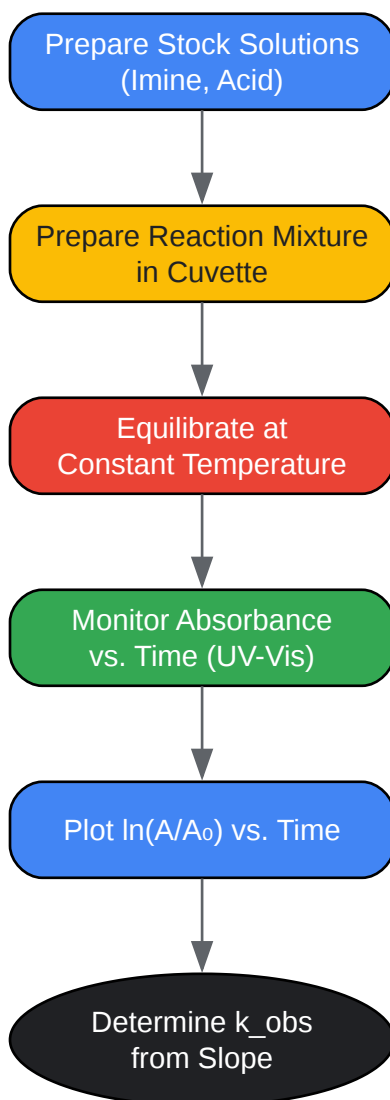 Prepare Stock Solutions
(Imine, Acid)
Prepare Reaction Mixture
in Cuvette
Equilibrate at
Constant Temperature
Monitor Absorbance
vs. Time (UV-Vis)
Plot ln(A/A₀) vs. Time
Determine k_obs
from Slope